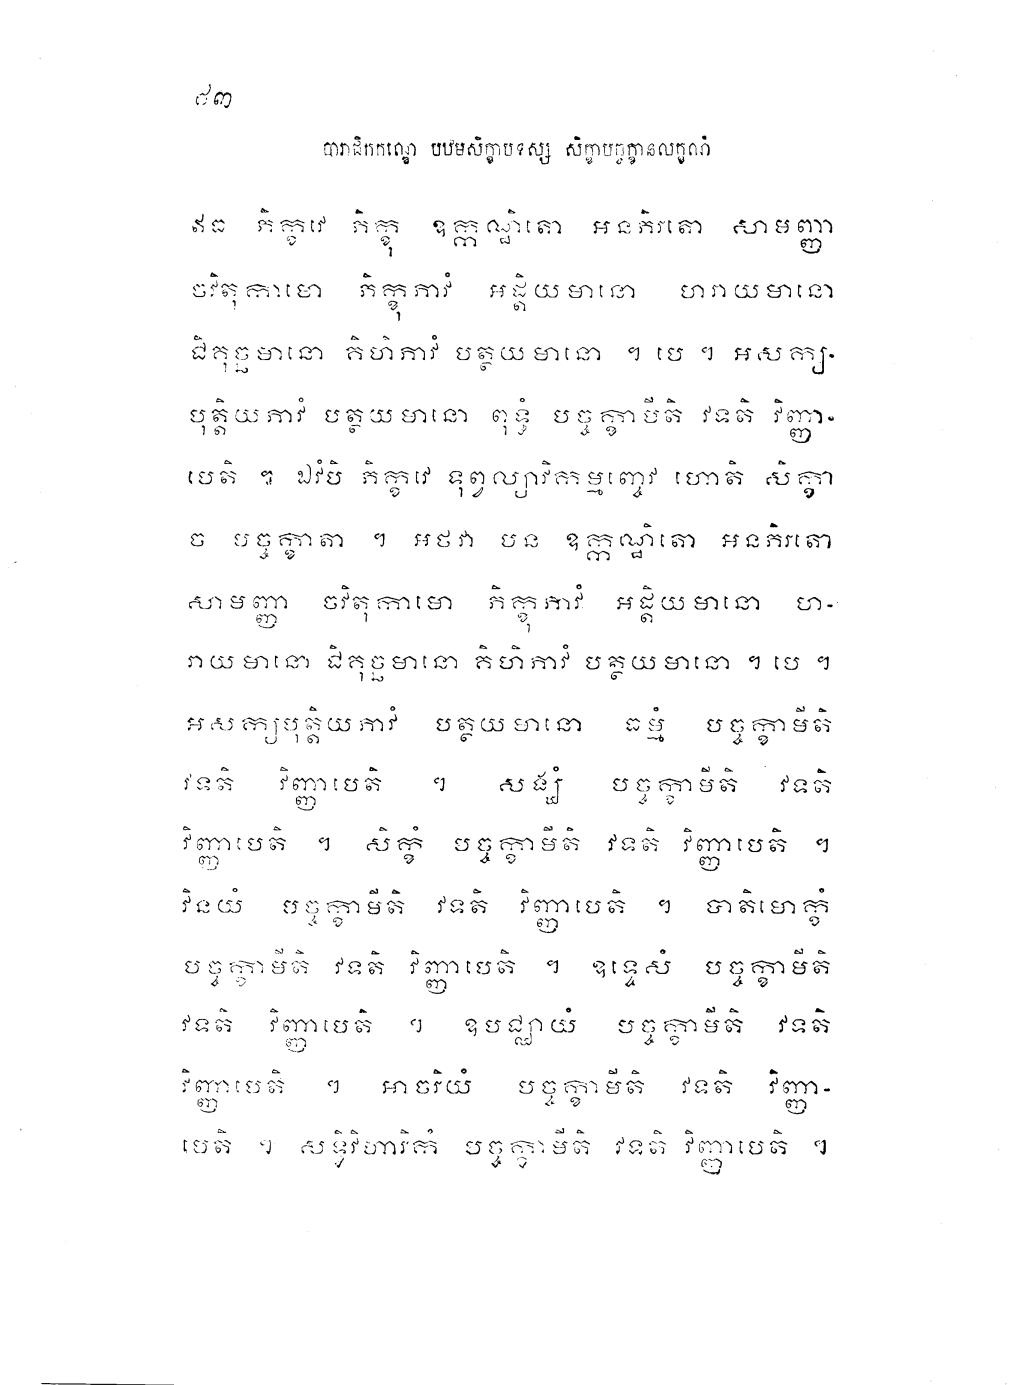 ៩៣
បារាជិកកណ្ឌេ បឋមសិក្ខាបទស្ស សិក្ខាបច្ចក្ខានលក្ខណំ
ឥធ ភិក្ខវេ ភិក្ខុ ឧក្កណ្ឋិតោ អនភិរតោ សាមញ្ញា
ចវិតុកាមោ ភិក្ខុភាវំ អដ្តិយមានោ ហរាយមានោ
ជិគុច្ឆមានោ គិហិភាវំ បត្ថយមានោ ។ បេ ។ អសក្យ-
បុត្តិយភាវំ បត្ថយមានោ ពុទ្ធំ បច្ចក្ខាមីតិ វទតិ វិញ្ញា-
បេតិ ៕ ឯវំបិ ភិក្ខវេ ទុព្វល្យាវិកម្មញ្ចេវ ហោតិ សិក្ខា
ច បច្ចក្ខាតា ។ អថវា បន ឧក្កណ្ឋិតោ អនភិរតោ
សាមញ្ញា ចវិតុកាមោ ភិក្ខុភាវំ អដ្តិយមានោ ហ-
រាយមានោ ជិគុច្ឆមានោ គិហិភាវំ បត្ថយមានោ ។ បេ ។
អសក្យបុត្តិយភាវំ បត្ថយមានោ ធម្មំ បច្ចក្ខាមីតិ
វទតិ វិញ្ញាបេតិ ។ សង្ឃំ បច្ចក្ខាមីតិ វទតិ
វិញ្ញាបេតិ ។ សិក្ខំ បច្ចក្ខាមីតិ វទតិ វិញ្ញាបេតិ ។
វិនយំ បច្ចក្ខាមីតិ វទតិ វិញ្ញាបេតិ ។ បាតិមោក្ខំ
បច្ចក្ខាមីតិ វទតិ វិញ្ញាបេតិ ។ ឧទ្ទេសំ បច្ចក្ខាមីតិ
វទតិ វិញ្ញាបេតិ ។ ឧបជ្ឈាយំ បច្ចក្ខាមីតិ វទតិ
វិញ្ញាបេតិ ។ អាចរិយំ បច្ចក្ខាមីតិ វទតិ វិញ្ញា-
បេតិ ។ សទ្ធិវិហារិកំ បច្ចក្ខាមីតិ វទតិ វិញ្ញាបេតិ ។